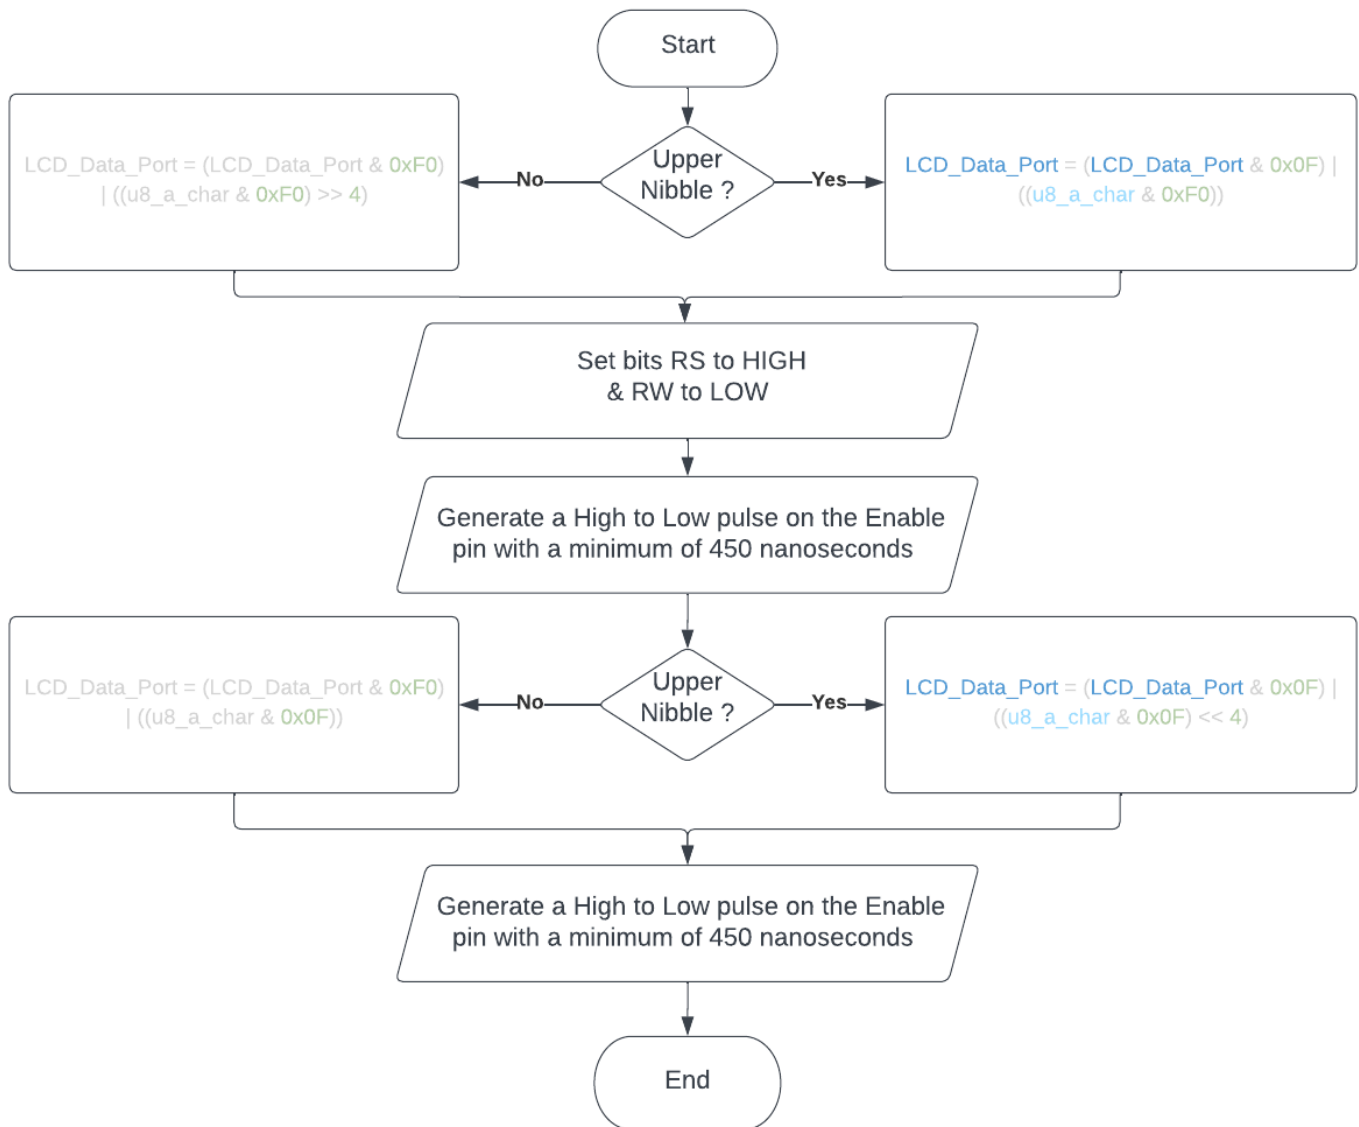 Start
LCD_Data_Port = (LCD_Data_Port & 0xF0)
| ((u8_a_char & 0xF0) >> 4)
No
Upper
Nibble ?
Yes
LCD_Data_Port = (LCD_Data_Port & 0x0F) |
((u8_a_char & 0xF0))
Set bits RS to HIGH
& RW to LOW
Generate a High to Low pulse on the Enable
pin with a minimum of 450 nanoseconds
LCD_Data_Port = (LCD_Data_Port & 0xF0)
| ((u8_a_char & 0x0F))
No
Upper
Nibble ?
Yes
LCD_Data_Port = (LCD_Data_Port & 0x0F) |
((u8_a_char & 0x0F) << 4)
Generate a High to Low pulse on the Enable
pin with a minimum of 450 nanoseconds
End